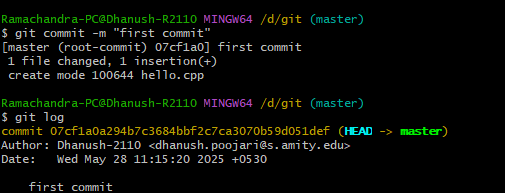 Ramachandra-PC@Dhanush-R2110 MINGW64 /d/git (master)
$ git commit -m "first commit"
[master (root-commit) 07cf1a0] first commit
 1 file changed, 1 insertion(+)
 create mode 100644 hello.cpp
Ramachandra-PC@Dhanush-R2110 MINGW64 /d/git (master)
$ git log
commit 07cf1a0a294b7c3684bbf2c7ca3070b59d051def (HEAD -> master)
Author: Dhanush-2110 <dhanush.poojari@s.amity.edu>
Date:   Wed May 28 11:15:20 2025 +0530
    first commit